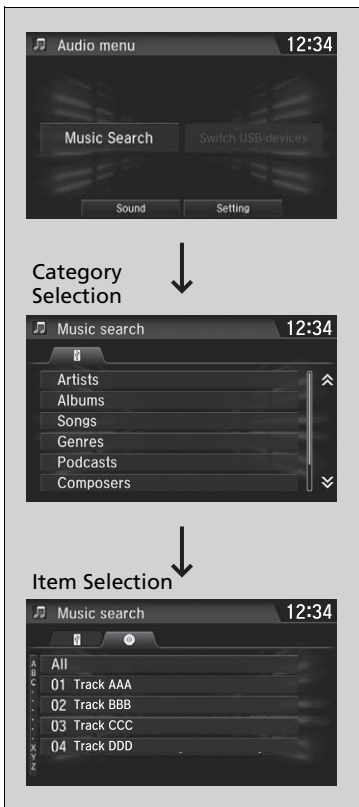 Audio menu 12:34
Music Search Switch USB devices
Sound Setting
Category
Selection
Music search 12:34
Artists
Albums
Songs
Genres
Podcasts
Composers
Item Selection
Music search 12:34
A
B
C
All
01 Track AAA
02 Track BBB
03 Track CCC
04 Track DDD
X
Y
Z